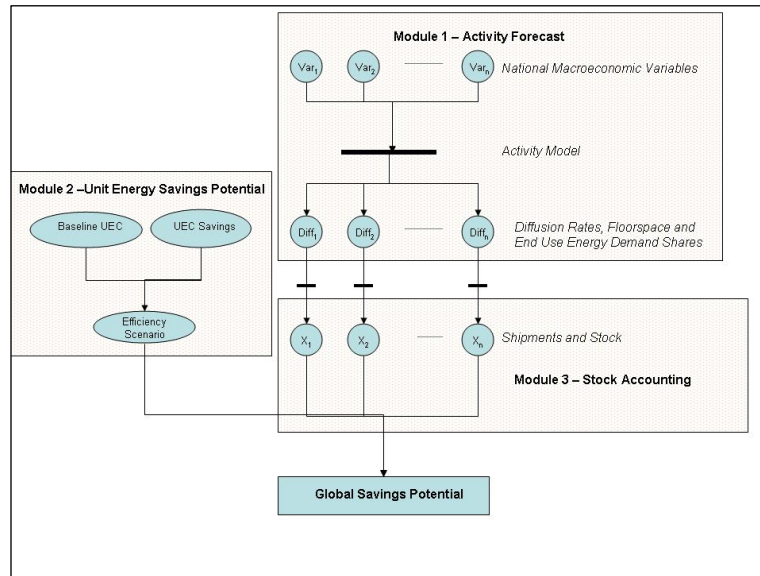 Module 1 – Activity Forecast
Var1 Var2 Varn National Macroeconomic Variables
Activity Model
Module 2 –Unit Energy Savings Potential
Baseline UEC UEC Savings
Diff1 Diff2 Diffn Diffusion Rates, Floorspace and
End Use Energy Demand Shares
Efficiency
Scenario
X1 X2 Xn Shipments and Stock
Module 3 – Stock Accounting
Global Savings Potential